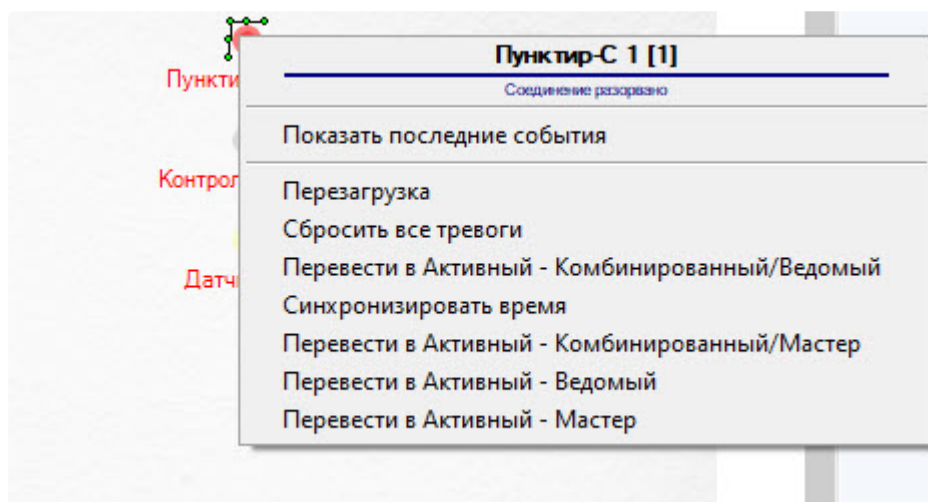 Пунктир-С 1 [1]
Пункти
Соединение разорвано
Показать последние события
Контрол
Перезагрузка
Сбросить все тревоги
Перевести в Активный - Комбинированный/Ведомый
Датч
Синхронизировать время
Перевести в Активный - Комбинированный/Мастер
Перевести в Активный - Ведомый
Перевести в Активный - Мастер